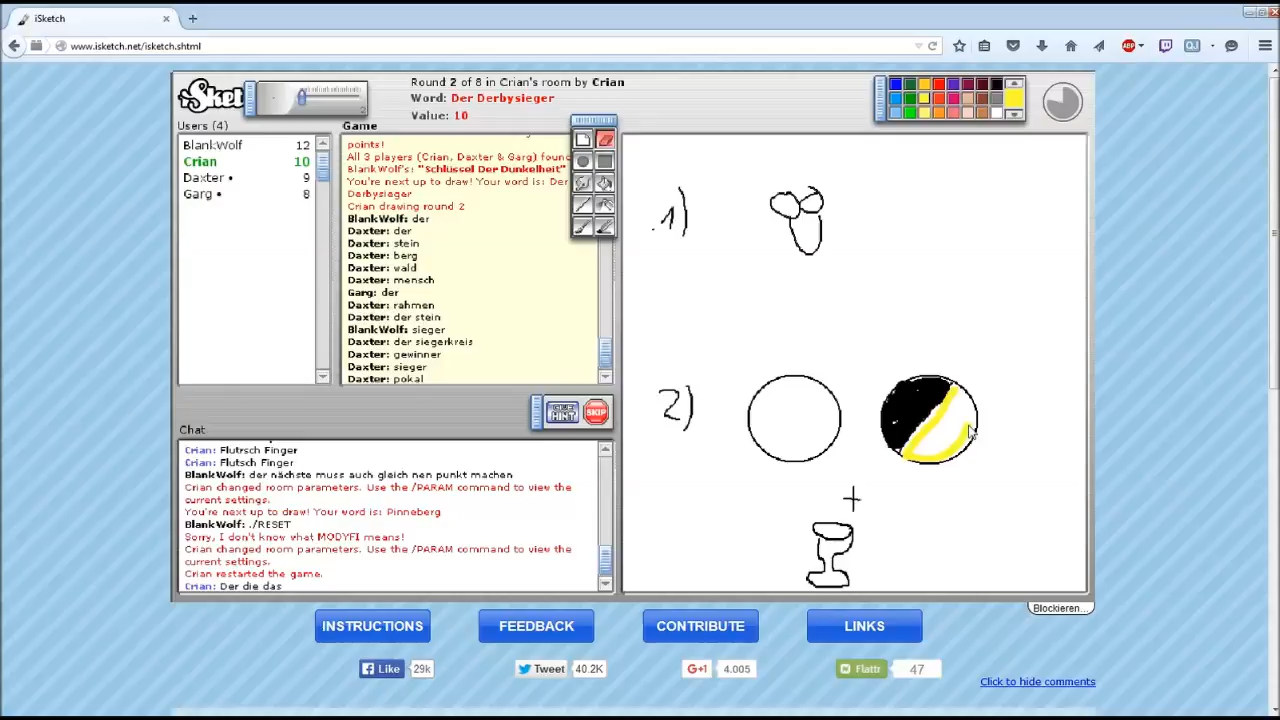 iSketch
www.isketch.net/isketch.shtml
iSket
Round 2 of 8 in Crian's room by Crian
Word: Der Derbysieger
Value: 10
Users (4)
BlankWolf 12
Crian 10
Daxter • 9
Garg • 8
Game
points!
All 3 players (Crian, Daxter & Garg) found
BlankWolf's: "Schlüssel Der Dunkelheit"
You're next up to draw! Your word is: Der
Derbysieger
Crian drawing round 2
BlankWolf: der
Daxter: der
Daxter: stein
Daxter: berg
Daxter: wald
Daxter: mensch
Garg: der
Daxter: rahmen
Daxter: der stein
BlankWolf: sieger
Daxter: der siegerkreis
Daxter: gewinner
Daxter: sieger
Daxter: pokal
HINT
SKIP
Chat
Crian: Flutrsch Finger
Crian: Flutsch Finger
BlankWolf: der nächste muss auch gleich nen punkt machen
Crian changed room parameters. Use the /PARAM command to view the
current settings.
You're next up to draw! Your word is: Pinneberg
BlankWolf: ./RESET
Sorry, I don't know what MODYFI means!
Crian changed room parameters. Use the /PARAM command to view the
current settings.
Crian restarted the game.
Crian: Der die das
1)
2)
+
Blockieren...
INSTRUCTIONS
FEEDBACK
CONTRIBUTE
LINKS
Like 29k
Tweet 40.2K
+1 4.005
Flattr 47
Click to hide comments